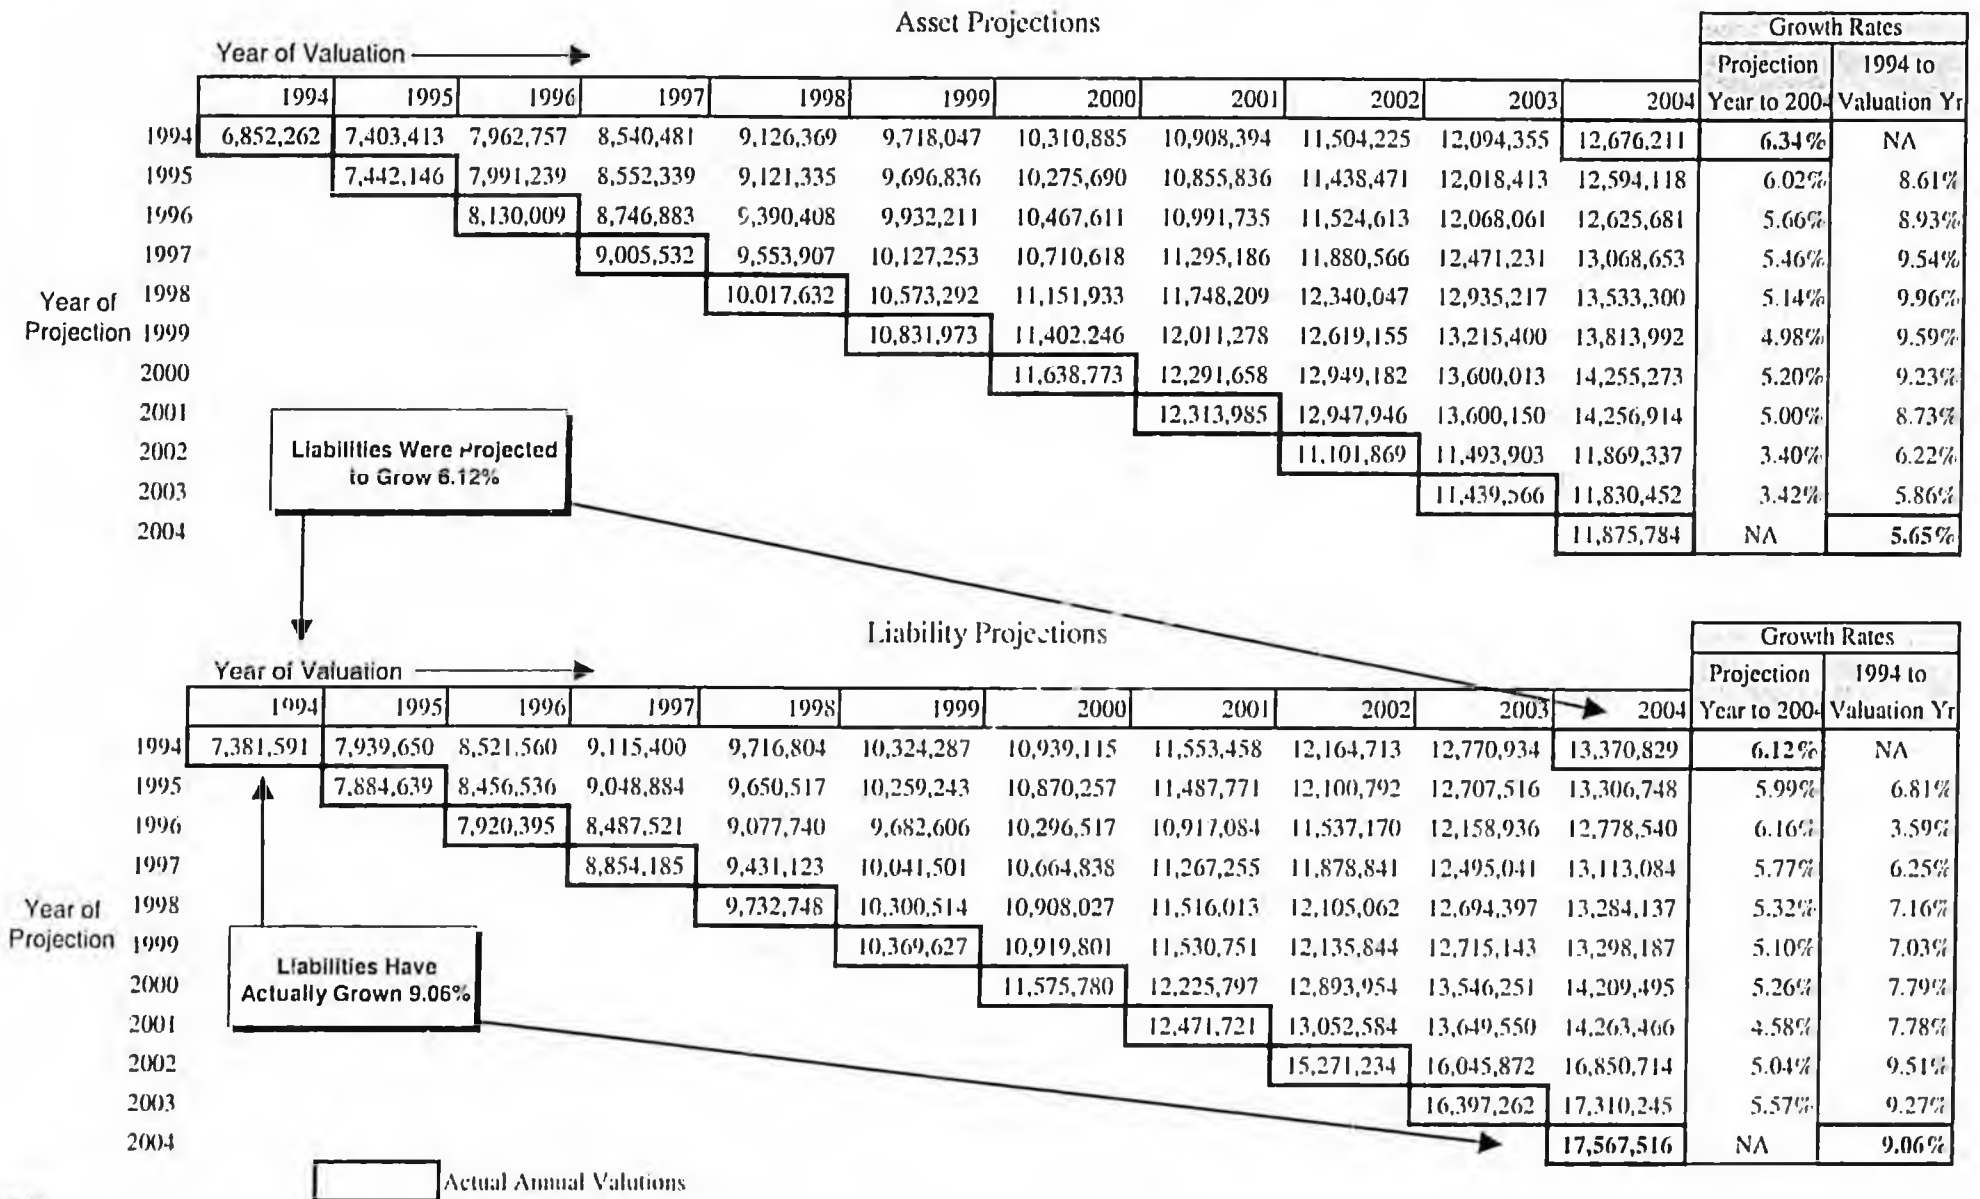 Asset Projections
Growth Rates
Year of Valuation
Projection 1994 to
1994 1995 1996 1997 1998 1999 2000 2001 2002 2003 2004 Year to 2004 Valuation Yr
1994 6,852,262 7,403,413 7,962,757 8,540,481 9,126,369 9,718,047 10,310,885 10,908,394 11,504,225 12,094,355 12,676,211 6.34% NA
1995 7,442,146 7,991,239 8,552,339 9,121,335 9,696,836 10,275,690 10,855,836 11,438,471 12,018,413 12,594,118 6.02% 8.61%
1996 8,130,009 8,746,883 9,390,408 9,932,211 10,467,611 10,991,735 11,524,613 12,068,061 12,625,681 5.66% 8.93%
1997 9,005,532 9,553,907 10,127,253 10,710,618 11,295,186 11,880,566 12,471,231 13,068,653 5.46% 9.54%
Year of Projection
1998 10,017,632 10,573,292 11,151,933 11,748,209 12,340,047 12,935,217 13,533,300 5.14% 9.96%
1999 10,831,973 11,402,246 12,011,278 12,619,155 13,215,400 13,813,992 4.98% 9.59%
2000 11,638,773 12,291,658 12,949,182 13,600,013 14,255,273 5.20% 9.23%
2001 12,313,985 12,947,946 13,600,150 14,256,914 5.00% 8.73%
2002 11,101,869 11,493,903 11,869,337 3.40% 6.22%
2003 11,439,566 11,830,452 3.42% 5.86%
2004 11,875,784 NA 5.65%
Liabilities Were Projected
to Grow 6.12%
Liability Projections
Growth Rates
Year of Valuation
Projection 1994 to
1994 1995 1996 1997 1998 1999 2000 2001 2002 2003 2004 Year to 2004 Valuation Yr
1994 7,381,591 7,939,650 8,521,560 9,115,400 9,716,804 10,324,287 10,939,115 11,553,458 12,164,713 12,770,934 13,370,829 6.12% NA
1995 7,884,639 8,456,536 9,048,884 9,650,517 10,259,243 10,870,257 11,487,771 12,100,792 12,707,516 13,306,748 5.99% 6.81%
1996 7,920,395 8,487,521 9,077,740 9,682,606 10,296,517 10,917,084 11,537,170 12,158,936 12,778,540 6.16% 3.59%
1997 8,854,185 9,431,123 10,041,501 10,664,838 11,267,255 11,878,841 12,495,041 13,113,084 5.77% 6.25%
Year of
Projection
1998 9,732,748 10,300,514 10,908,027 11,516,013 12,105,062 12,694,397 13,284,137 5.32% 7.16%
1999 10,369,627 10,919,801 11,530,751 12,135,844 12,715,143 13,298,187 5.10% 7.03%
2000 11,575,780 12,225,797 12,893,954 13,546,251 14,209,495 5.26% 7.79%
2001 12,471,721 13,052,584 13,649,550 14,263,466 4.58% 7.78%
2002 15,271,234 16,045,872 16,850,714 5.04% 9.51%
2003 16,397,262 17,310,245 5.57% 9.27%
2004 17,567,516 NA 9.06%
Liabilities Have
Actually Grown 9.06%
Actual Annual Valutions